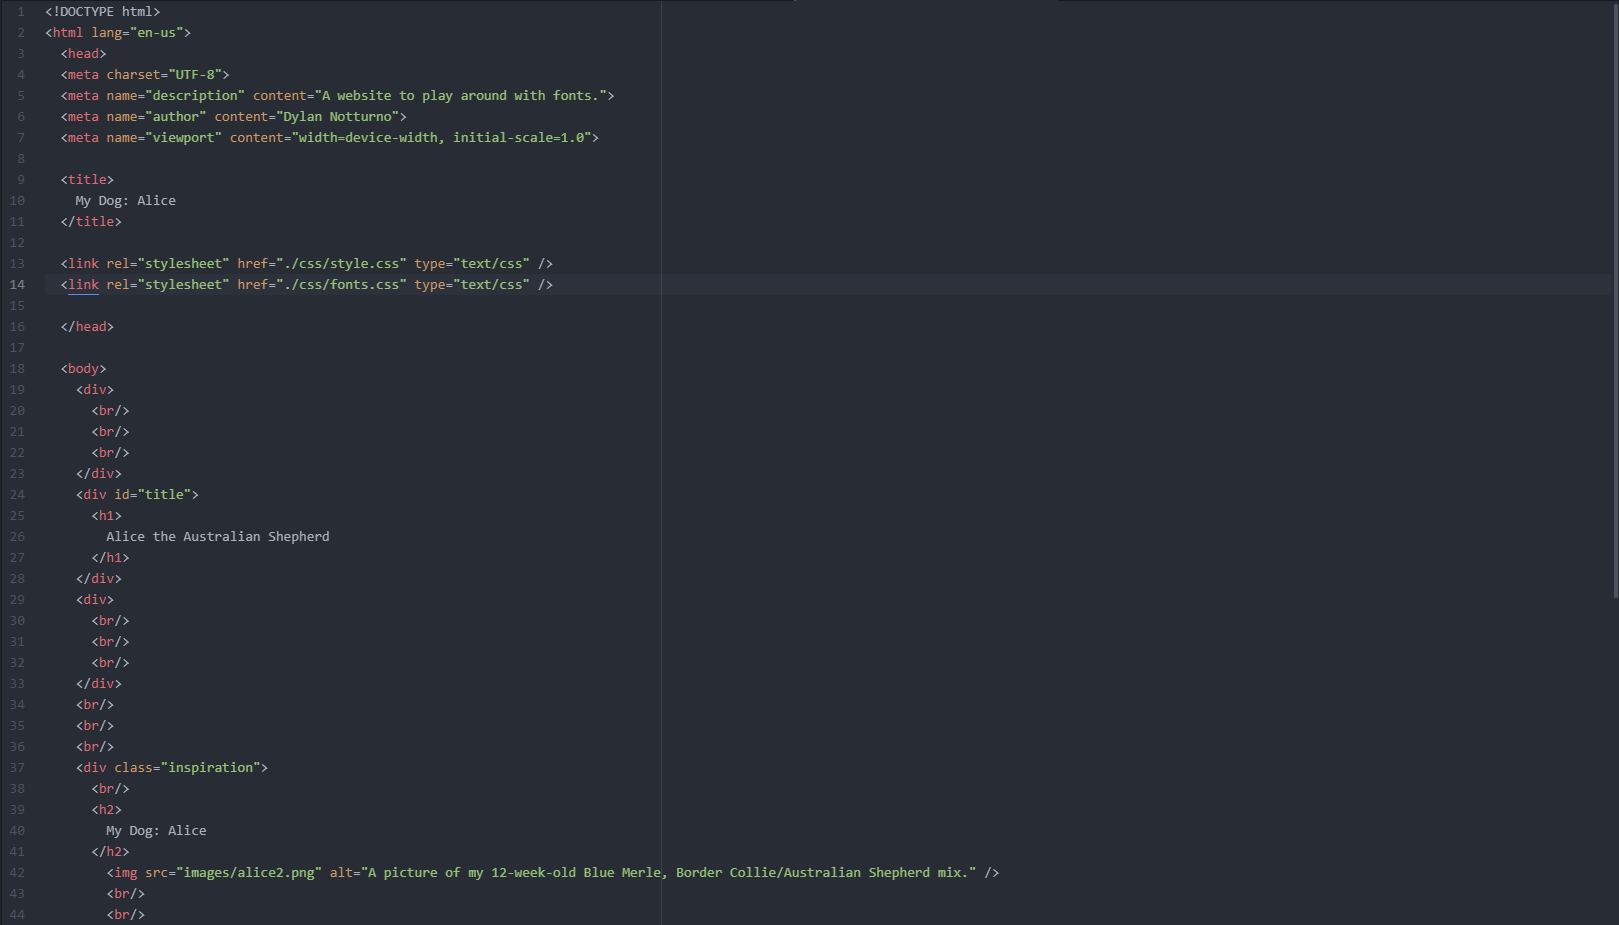 1 <!DOCTYPE html>
2 <html lang="en-us">
3   <head>
4   <meta charset="UTF-8">
5   <meta name="description" content="A website to play around with fonts.">
6   <meta name="author" content="Dylan Notturno">
7   <meta name="viewport" content="width=device-width, initial-scale=1.0">
8
9   <title>
10     My Dog: Alice
11   </title>
12
13   <link rel="stylesheet" href="./css/style.css" type="text/css" />
14   <link rel="stylesheet" href="./css/fonts.css" type="text/css" />
15
16   </head>
17
18   <body>
19     <div>
20       <br/>
21       <br/>
22       <br/>
23     </div>
24     <div id="title">
25       <h1>
26         Alice the Australian Shepherd
27       </h1>
28     </div>
29     <div>
30       <br/>
31       <br/>
32       <br/>
33     </div>
34     <br/>
35     <br/>
36     <br/>
37     <div class="inspiration">
38       <br/>
39       <h2>
40         My Dog: Alice
41       </h2>
42         <img src="images/alice2.png" alt="A picture of my 12-week-old Blue Merle, Border Collie/Australian Shepherd mix." />
43         <br/>
44         <br/>